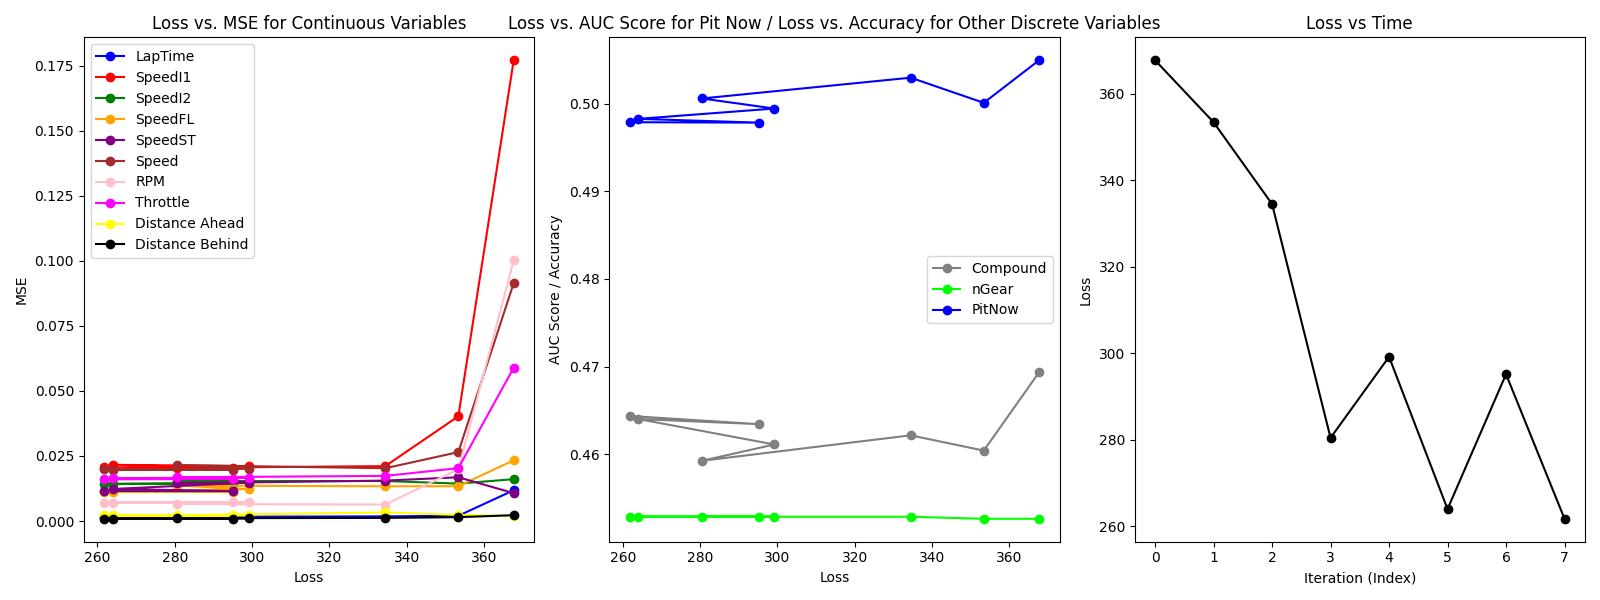 Loss vs. MSE for Continuous Variables
MSE
0.175
0.150
0.125
0.100
0.075
0.050
0.025
0.000
LapTime
SpeedI1
SpeedI2
SpeedFL
SpeedST
Speed
RPM
Throttle
Distance Ahead
Distance Behind
260 280 300 320 340 360
Loss
Loss vs. AUC Score for Pit Now / Loss vs. Accuracy for Other Discrete Variables
AUC Score / Accuracy
0.50
0.49
0.48
0.47
0.46
Compound
nGear
PitNow
260 280 300 320 340 360
Loss
Loss vs Time
Loss
360
340
320
300
280
260
0 1 2 3 4 5 6 7
Iteration (Index)